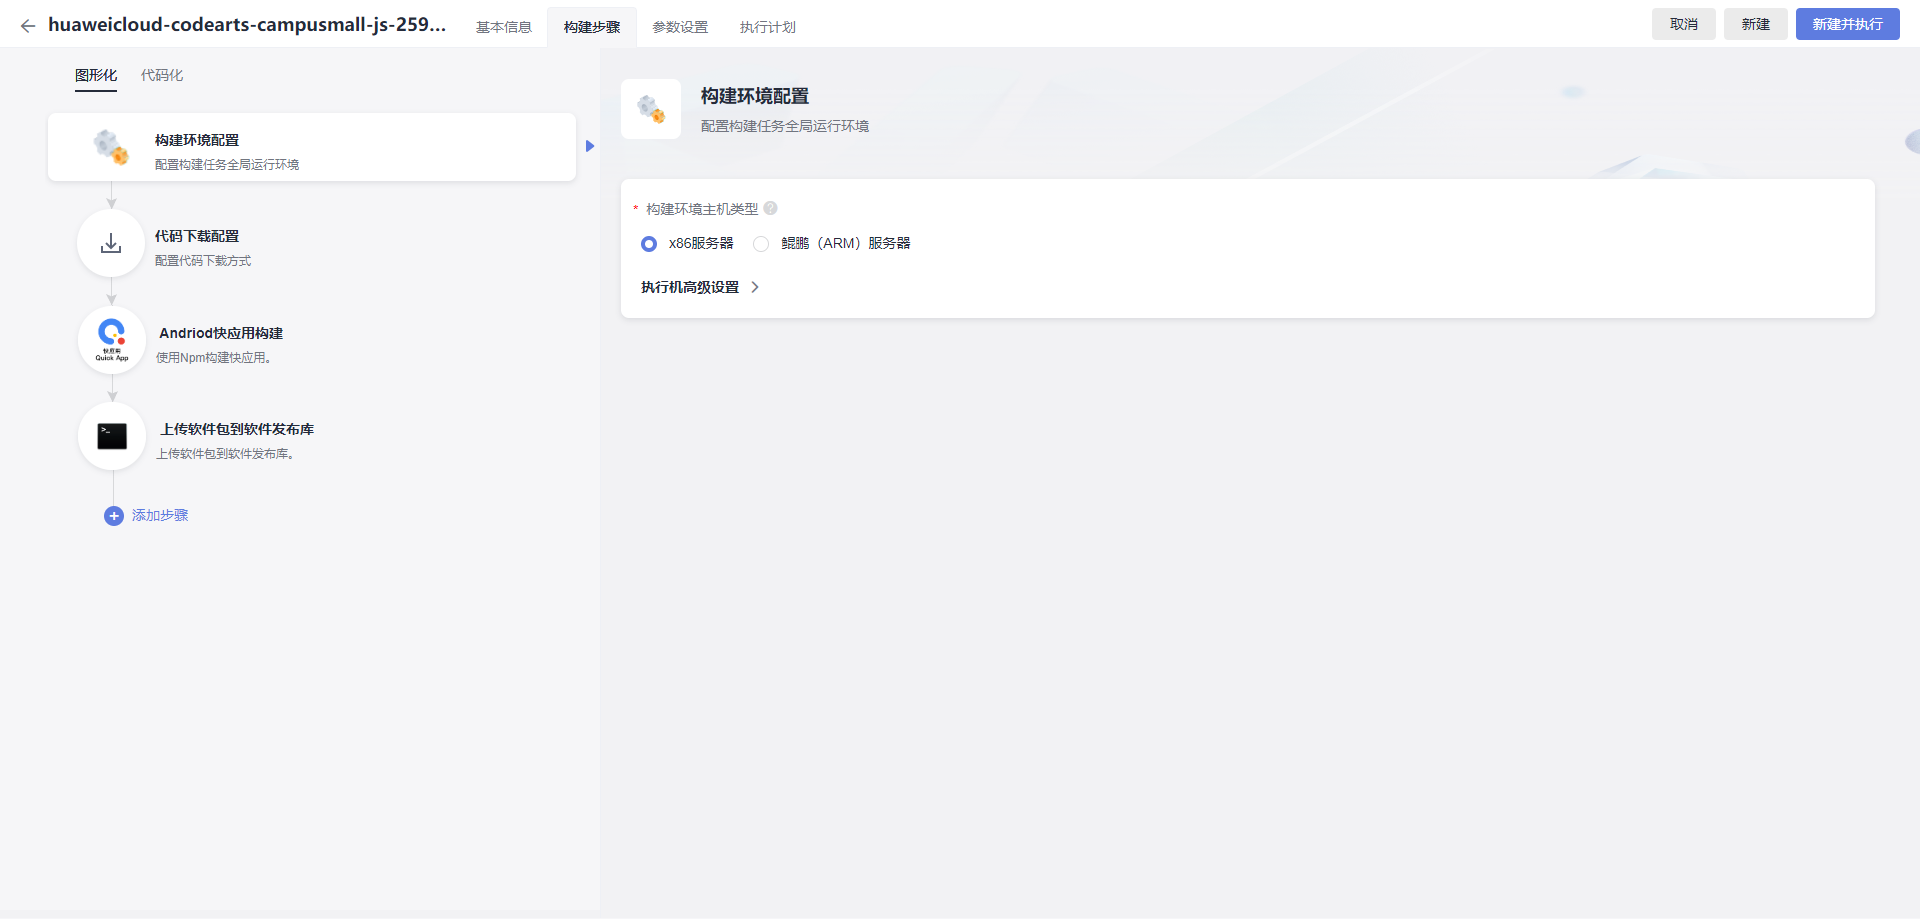 huaweicloud-codearts-campusmall-js-259...
基本信息
构建步骤
参数设置
执行计划
取消
新建
新建并执行
图形化
代码化
构建环境配置
配置构建任务全局运行环境
代码下载配置
配置代码下载方式
快应用
Quick App
Andriod快应用构建
使用Npm构建快应用。
>_
上传软件包到软件发布库
上传软件包到软件发布库。
添加步骤
构建环境配置
配置构建任务全局运行环境
* 构建环境主机类型 ?
x86服务器
鲲鹏（ARM）服务器
执行机高级设置